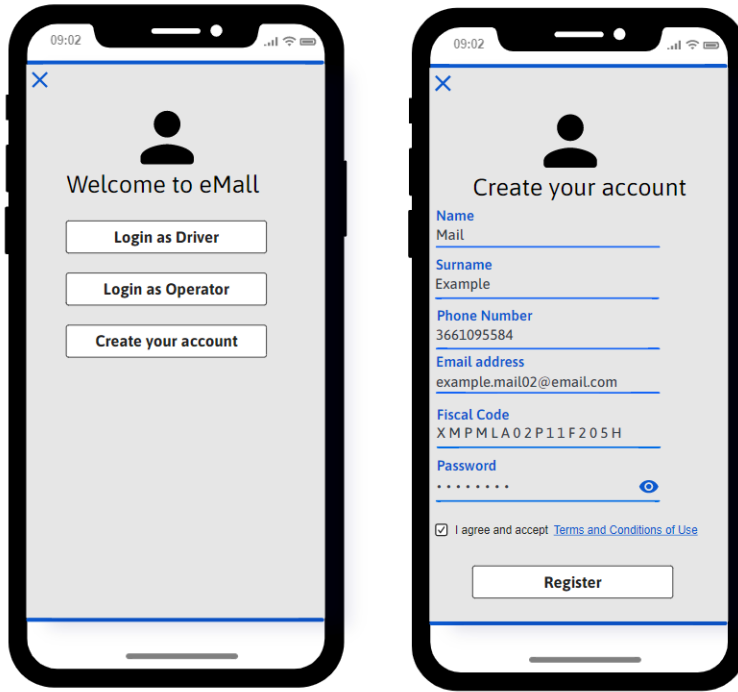 09:02
Welcome to eMall
Login as Driver
Login as Operator
Create your account
09:02
Create your account
Name
Mail
Surname
Example
Phone Number
3661095584
Email address
example.mail02@email.com
Fiscal Code
XMPMLA02P11F205H
Password
I agree and accept Terms and Conditions of Use
Register